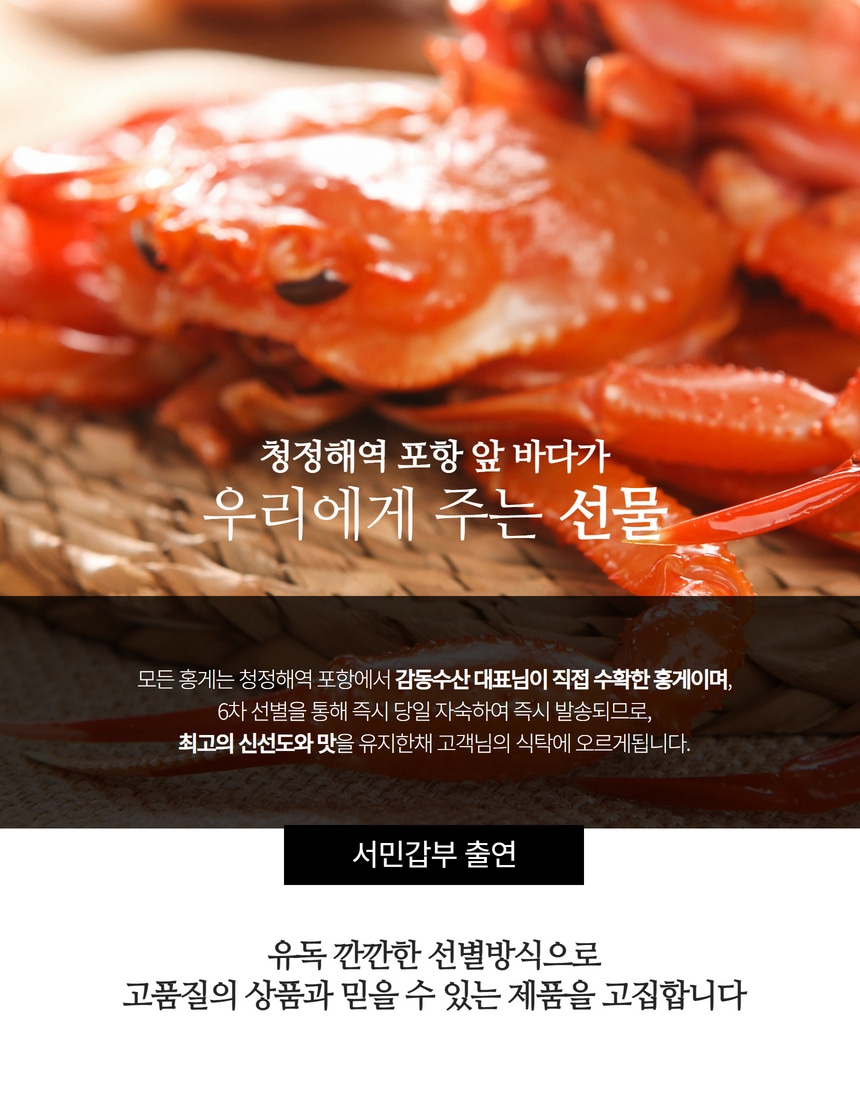 청정해역 포항 앞 바다가
우리에게 주는 선물
모든 홍게는 청정해역 포항에서 감동수산 대표님이 직접 수확한 홍게이며,
6차 선별을 통해 즉시 당일 자숙하여 즉시 발송되므로,
최고의 신선도와 맛을 유지한채 고객님의 식탁에 오르게됩니다.
서민갑부 출연
유독 깐깐한 선별방식으로
고품질의 상품과 믿을 수 있는 제품을 고집합니다